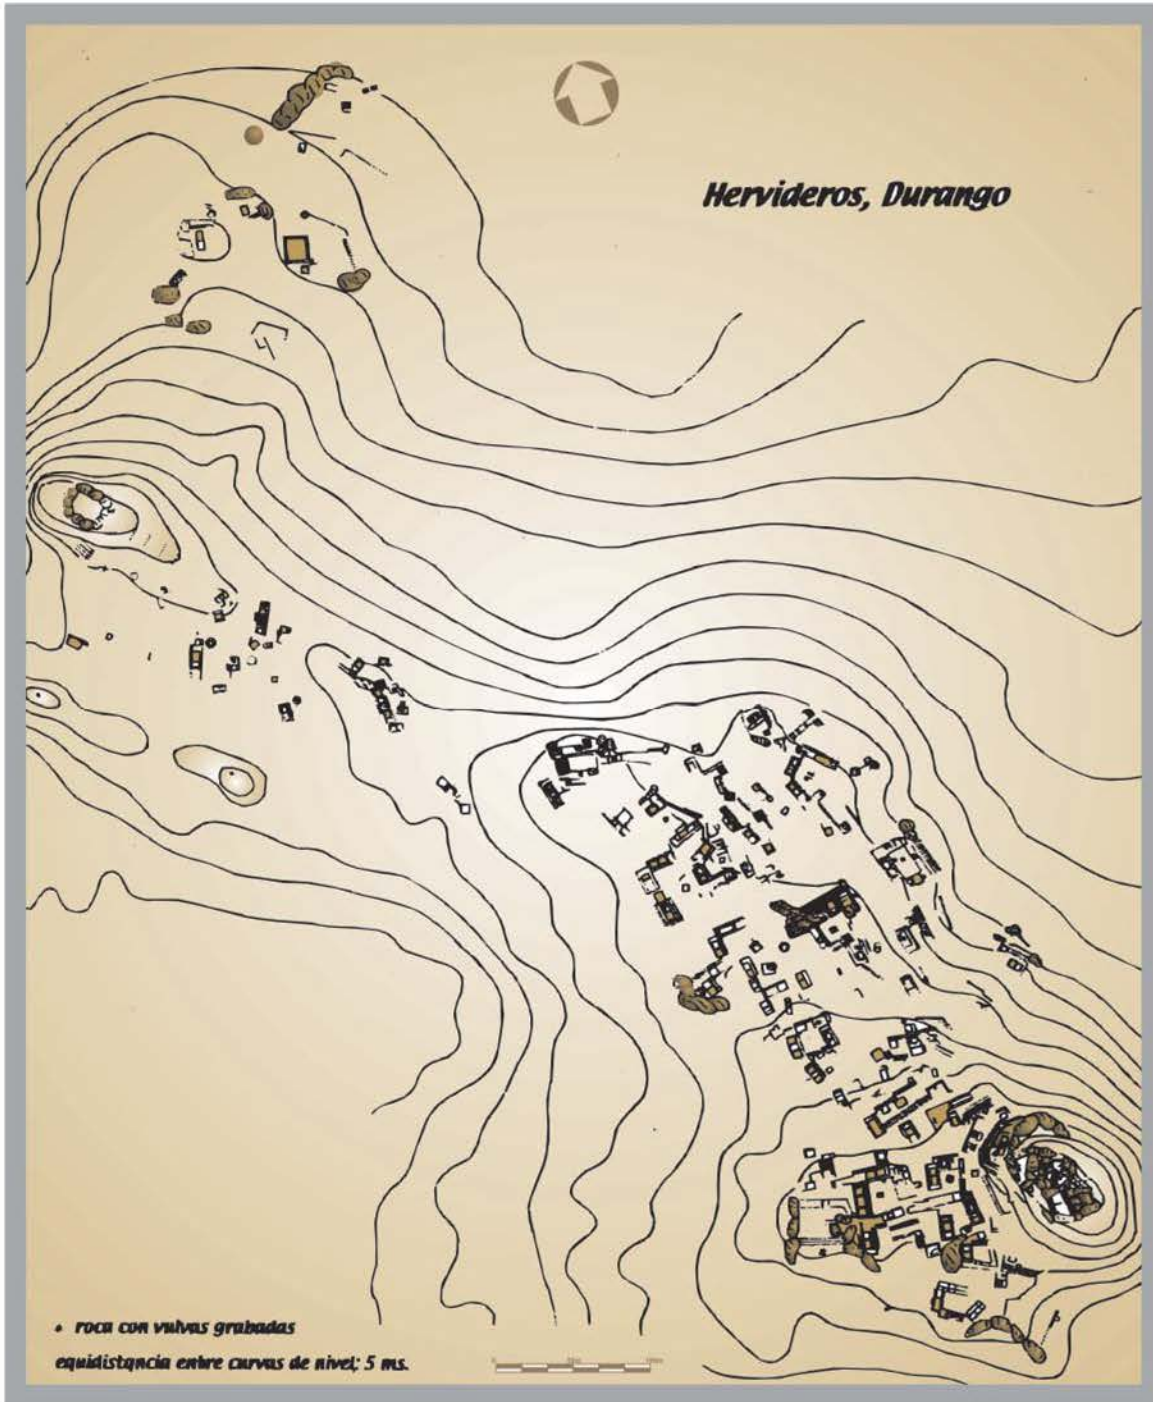 Hervideros, Durango
• roca con vulvas grabadas
equidistancia entre curvas de nivel; 5 ms.